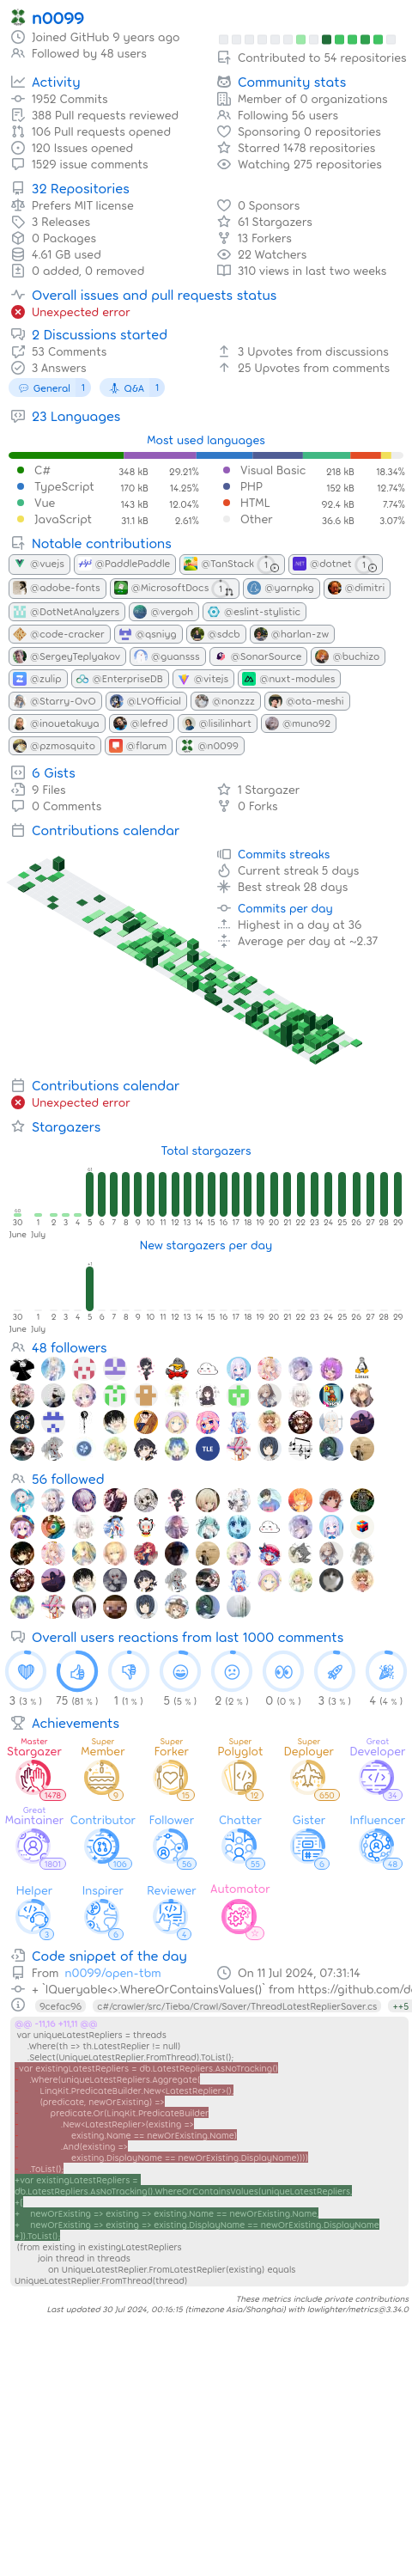 n0099
Joined GitHub 9 years ago
Followed by 48 users
Contributed to 54 repositories
Activity
1952 Commits
388 Pull requests reviewed
106 Pull requests opened
120 Issues opened
1529 issue comments
Community stats
Member of 0 organizations
Following 56 users
Sponsoring 0 repositories
Starred 1478 repositories
Watching 275 repositories
32 Repositories
Prefers MIT license
3 Releases
0 Packages
4.61 GB used
0 added, 0 removed
0 Sponsors
61 Stargazers
13 Forkers
22 Watchers
310 views in last two weeks
Overall issues and pull requests status
Unexpected error
2 Discussions started
53 Comments
3 Answers
3 Upvotes from discussions
25 Upvotes from comments
General 1 Q&A 1
23 Languages
Most used languages
C# 348 kB 29.21% Visual Basic 218 kB 18.34%
TypeScript 170 kB 14.25% PHP 152 kB 12.74%
Vue 143 kB 12.04% HTML 92.4 kB 7.74%
JavaScript 31.1 kB 2.61% Other 36.6 kB 3.07%
Notable contributions
@vuejs @PaddlePaddle @TanStack 1 @dotnet 1
@adobe-fonts @MicrosoftDocs 1 @yarnpkg @dimitri
@DotNetAnalyzers @vergoh @eslint-stylistic
@code-cracker @qsniyg @sdcb @harlan-zw
@SergeyTeplyakov @guansss @SonarSource @buchizo
@zulip @EnterpriseDB @vitejs @nuxt-modules
@Starry-OvO @LYOfficial @nonzzz @ota-meshi
@inouetakuya @lefred @lisilinhart @muno92
@pzmosquito @flarum @n0099
6 Gists
9 Files
0 Comments
1 Stargazer
0 Forks
Contributions calendar
Commits streaks
Current streak 5 days
Best streak 28 days
Commits per day
Highest in a day at 36
Average per day at ~2.37
Contributions calendar
Unexpected error
Stargazers
Total stargazers
60 61
30 1 2 3 4 5 6 7 8 9 10 11 12 13 14 15 16 17 18 19 20 21 22 23 24 25 26 27 28 29
June July
New stargazers per day
30 1 2 3 4 5 6 7 8 9 10 11 12 13 14 15 16 17 18 19 20 21 22 23 24 25 26 27 28 29
June July
48 followers
Linux
TLE
56 followed
Overall users reactions from last 1000 comments
3 (3 %) 75 (81 %) 1 (1 %) 5 (5 %) 2 (2 %) 0 (0 %) 3 (3 %) 4 (4 %)
Achievements
Master Super Super Super Super Great
Stargazer Member Forker Polyglot Deployer Developer
1478 9 15 12 650 34
Great
Maintainer Contributor Follower Chatter Gister Influencer
1801 106 56 55 6 48
Helper Inspirer Reviewer Automator
3 6 4
Code snippet of the day
From n0099/open-tbm
On 11 Jul 2024, 07:31:14
+ `IQueryable<>.WhereOrContainsValues()` from https://github.com/d
9cefac96 c#/crawler/src/Tieba/Crawl/Saver/ThreadLatestReplierSaver.cs ++5
@@ -11,16 +11,11 @@
var uniqueLatestRepliers = threads
.Where(th => th.LatestReplier != null)
.Select(UniqueLatestReplier.FromThread).ToList();
- var existingLatestRepliers = db.LatestRepliers.AsNoTracking()
- .Where(uniqueLatestRepliers.Aggregate(
- LinqKit.PredicateBuilder.New<LatestReplier>(),
- (predicate, newOrExisting) =>
- predicate.Or(LinqKit.PredicateBuilder
- .New<LatestReplier>(existing =>
- existing.Name == newOrExisting.Name)
- .And(existing =>
- existing.DisplayName == newOrExisting.DisplayName))))
- .ToList();
+var existingLatestRepliers =
db.LatestRepliers.AsNoTracking().WhereOrContainsValues(uniqueLatestRepliers,
+[
+ newOrExisting => existing => existing.Name == newOrExisting.Name,
+ newOrExisting => existing => existing.DisplayName == newOrExisting.DisplayName
+]).ToList();
(from existing in existingLatestRepliers
join thread in threads
on UniqueLatestReplier.FromLatestReplier(existing) equals
UniqueLatestReplier.FromThread(thread)
These metrics include private contributions
Last updated 30 Jul 2024, 00:16:15 (timezone Asia/Shanghai) with lowlighter/metrics@3.34.0